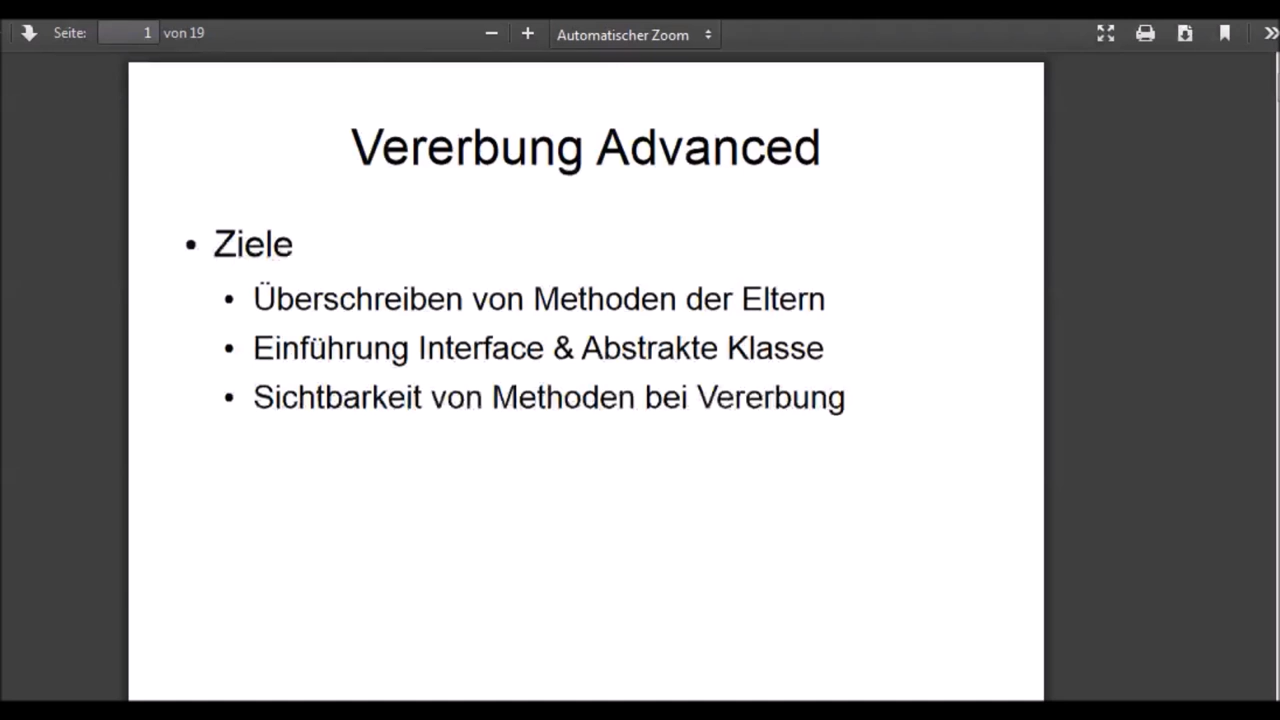 Seite: 1 von 19 Automatischer Zoom
Vererbung Advanced
• Ziele
• Überschreiben von Methoden der Eltern
• Einführung Interface & Abstrakte Klasse
• Sichtbarkeit von Methoden bei Vererbung